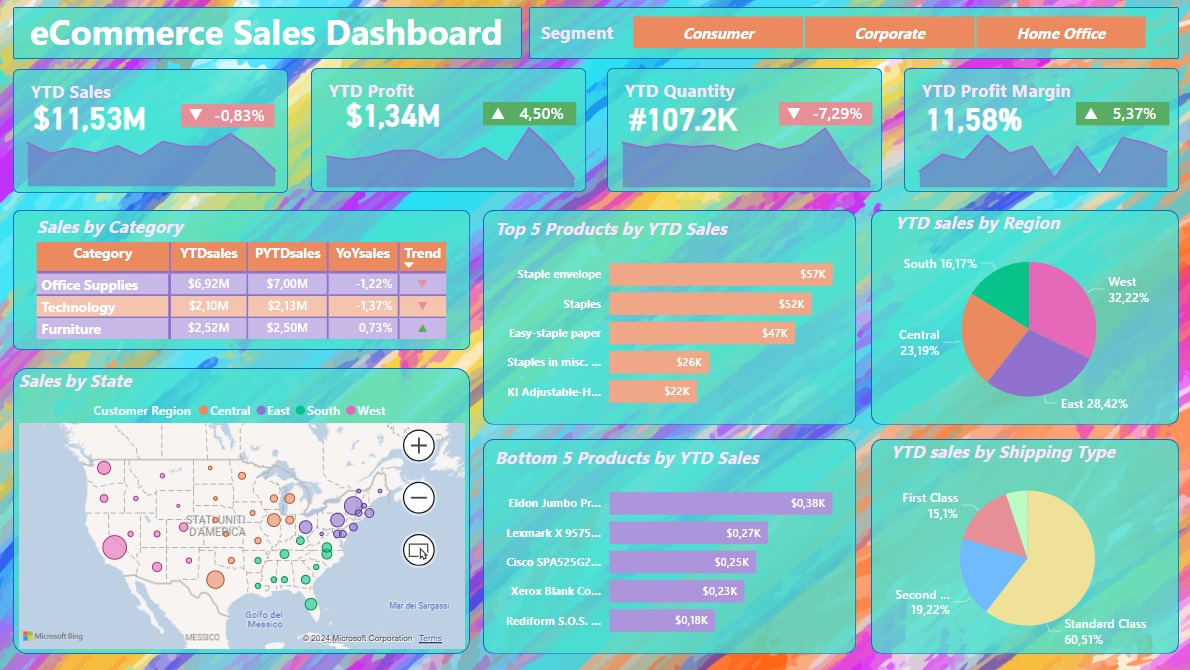 eCommerce Sales Dashboard
Segment
Consumer
Corporate
Home Office
YTD Sales
$11,53M
▼ -0,83%
YTD Profit
$1,34M
▲ 4,50%
YTD Quantity
#107.2K
▼ -7,29%
YTD Profit Margin
11,58%
▲ 5,37%
Sales by Category
Category YTDsales PYTDsales YoYsales Trend
Office Supplies $6,92M $7,00M -1,22% ▼
Technology $2,10M $2,13M -1,37% ▼
Furniture $2,52M $2,50M 0,73% ▲
Top 5 Products by YTD Sales
Staple envelope $57K
Staples $52K
Easy-staple paper $47K
Staples in misc. ... $26K
KI Adjustable-H... $22K
YTD sales by Region
South 16,17%
West
32,22%
Central
23,19%
East 28,42%
Sales by State
Customer Region Central East South West
STATI UNITI
D'AMERICA
Golfo del
Messico
Mar dei Sargassi
MESSICO
Microsoft Bing
© 2024 Microsoft Corporation Terms
Bottom 5 Products by YTD Sales
Eldon Jumbo Pr... $0,38K
Lexmark X 9575... $0,27K
Cisco SPA525G2... $0,25K
Xerox Blank Co... $0,23K
Rediform S.O.S. ... $0,18K
YTD sales by Shipping Type
First Class
15,1%
Second ...
19,22%
Standard Class
60,51%